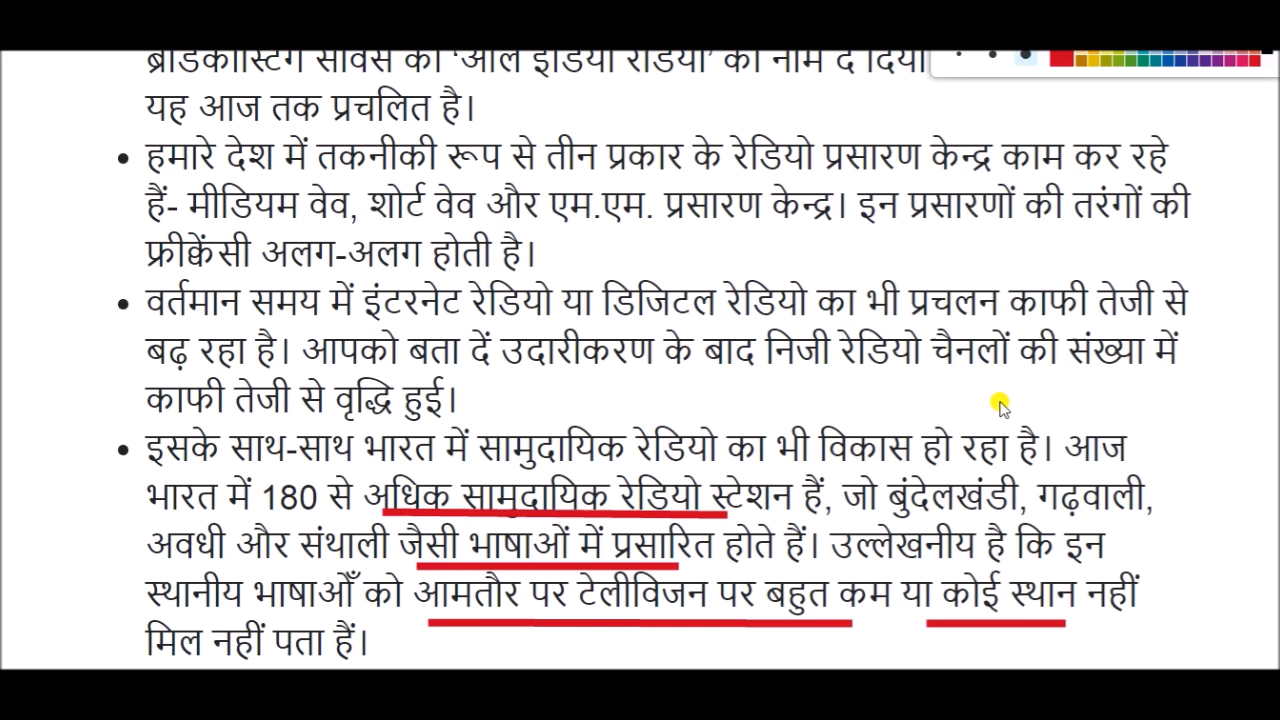 ब्रॉडकास्टिंग सर्विस को ‘ऑल इंडिया रेडियो’ का नाम दे दिया
यह आज तक प्रचलित है।
• हमारे देश में तकनीकी रूप से तीन प्रकार के रेडियो प्रसारण केन्द्र काम कर रहे
हैं- मीडियम वेव, शोर्ट वेव और एम.एम. प्रसारण केन्द्र। इन प्रसारणों की तरंगों की
फ्रीक्वेंसी अलग-अलग होती है।
• वर्तमान समय में इंटरनेट रेडियो या डिजिटल रेडियो का भी प्रचलन काफी तेजी से
बढ़ रहा है। आपको बता दें उदारीकरण के बाद निजी रेडियो चैनलों की संख्या में
काफी तेजी से वृद्धि हुई।
• इसके साथ-साथ भारत में सामुदायिक रेडियो का भी विकास हो रहा है। आज
भारत में 180 से अधिक सामुदायिक रेडियो स्टेशन हैं, जो बुंदेलखंडी, गढ़वाली,
अवधी और संथाली जैसी भाषाओं में प्रसारित होते हैं। उल्लेखनीय है कि इन
स्थानीय भाषाओँ को आमतौर पर टेलीविजन पर बहुत कम या कोई स्थान नहीं
मिल नहीं पता हैं।